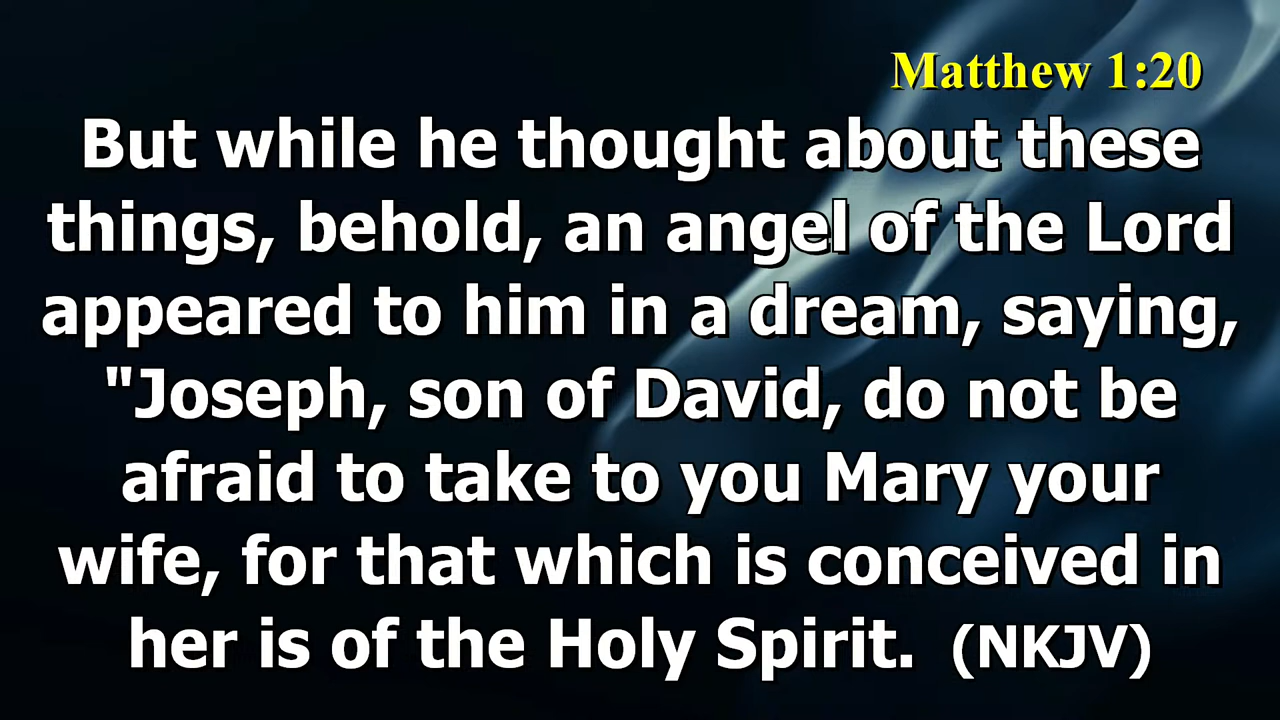 Matthew 1:20
But while he thought about these
things, behold, an angel of the Lord
appeared to him in a dream, saying,
"Joseph, son of David, do not be
afraid to take to you Mary your
wife, for that which is conceived in
her is of the Holy Spirit.  (NKJV)